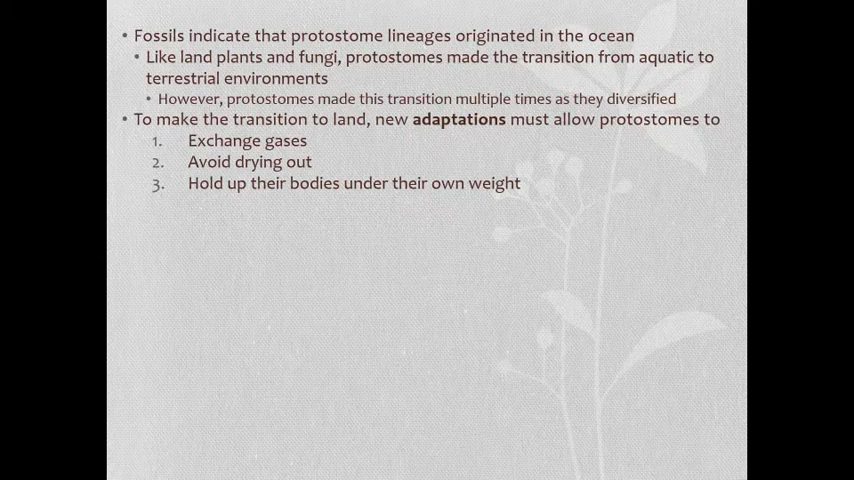 • Fossils indicate that protostome lineages originated in the ocean
• Like land plants and fungi, protostomes made the transition from aquatic to
terrestrial environments
• However, protostomes made this transition multiple times as they diversified
• To make the transition to land, new adaptations must allow protostomes to
1. Exchange gases
2. Avoid drying out
3. Hold up their bodies under their own weight